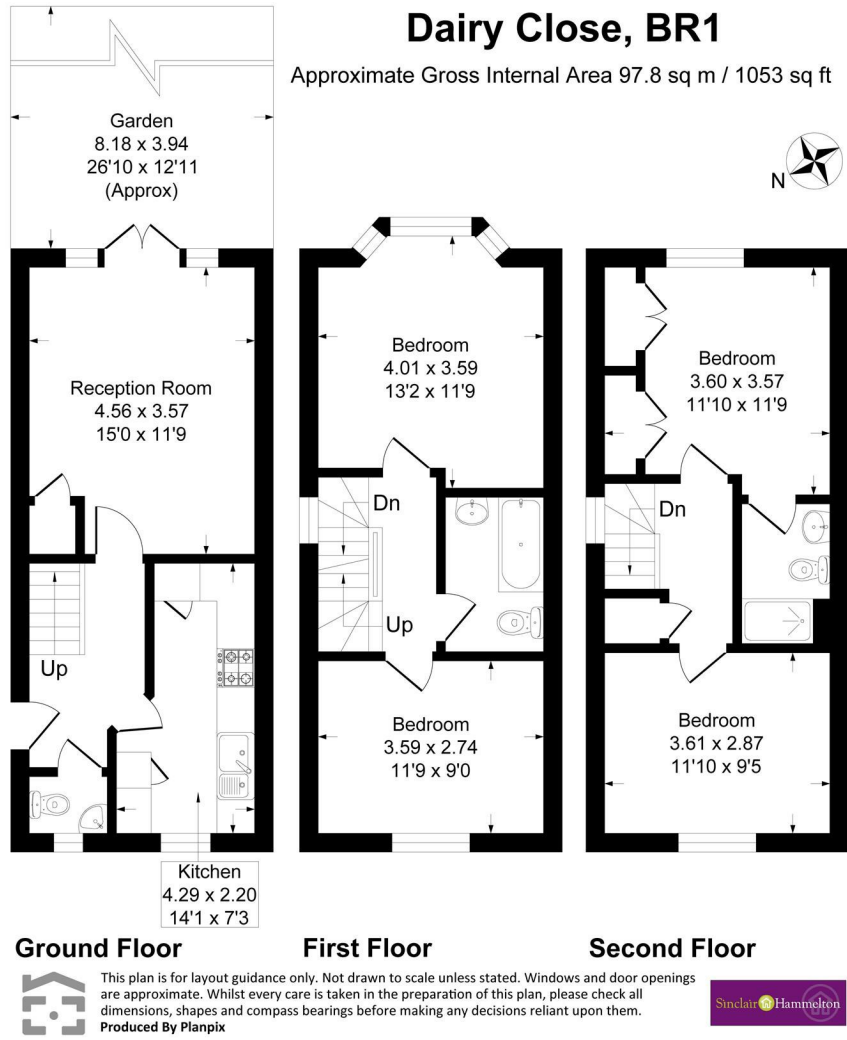 Dairy Close, BR1
Approximate Gross Internal Area 97.8 sq m / 1053 sq ft
N
Garden
8.18 x 3.94
26'10 x 12'11
(Approx)
Reception Room
4.56 x 3.57
15'0 x 11'9
Up
Kitchen
4.29 x 2.20
14'1 x 7'3
Bedroom
4.01 x 3.59
13'2 x 11'9
Dn
Up
Bedroom
3.59 x 2.74
11'9 x 9'0
Bedroom
3.60 x 3.57
11'10 x 11'9
Dn
Bedroom
3.61 x 2.87
11'10 x 9'5
Ground Floor
First Floor
Second Floor
This plan is for layout guidance only. Not drawn to scale unless stated. Windows and door openings
are approximate. Whilst every care is taken in the preparation of this plan, please check all
dimensions, shapes and compass bearings before making any decisions reliant upon them.
Produced By Planpix
Sinclair Hammelton